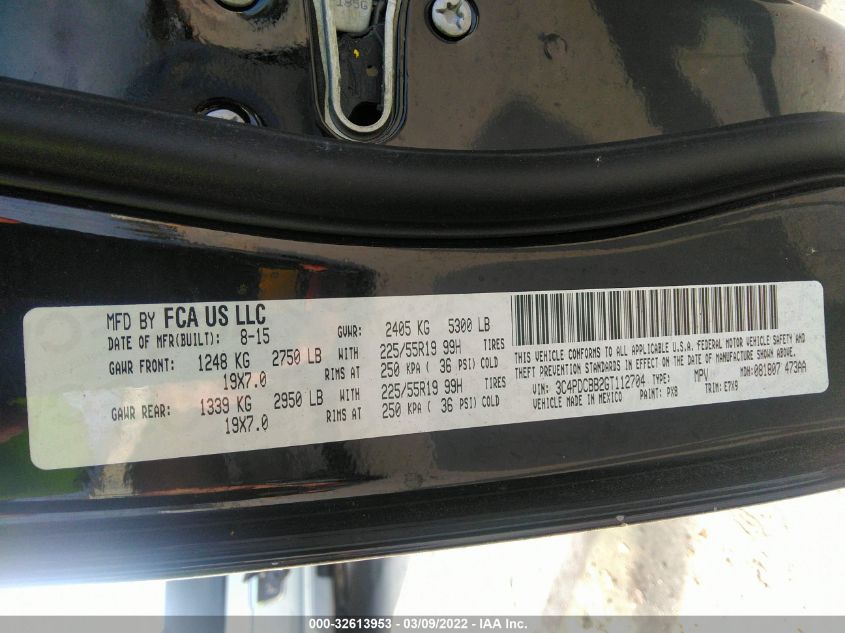 MFD BY FCA US LLC
DATE OF MFR(BUILT): 8-15 GVWR: 2405 KG 5300 LB
GAWR FRONT: 1248 KG 2750 LB WITH 225/55R19 99H TIRES
19X7.0 RIMS AT 250 KPA ( 36 PSI) COLD
GAWR REAR: 1339 KG 2950 LB WITH 225/55R19 99H TIRES
19X7.0 RIMS AT 250 KPA ( 36 PSI) COLD
THIS VEHICLE CONFORMS TO ALL APPLICABLE U.S.A. FEDERAL MOTOR VEHICLE SAFETY AND
THEFT PREVENTION STANDARDS IN EFFECT ON THE DATE OF MANUFACTURE SHOWN ABOVE.
VIN: 3C4PDCBB2GT112704 TYPE: MPV MDH: 081807 473AA
VEHICLE MADE IN MEXICO PAINT: PX8 TRIM: E7X9
000-32613953 - 03/09/2022 - IAA Inc.